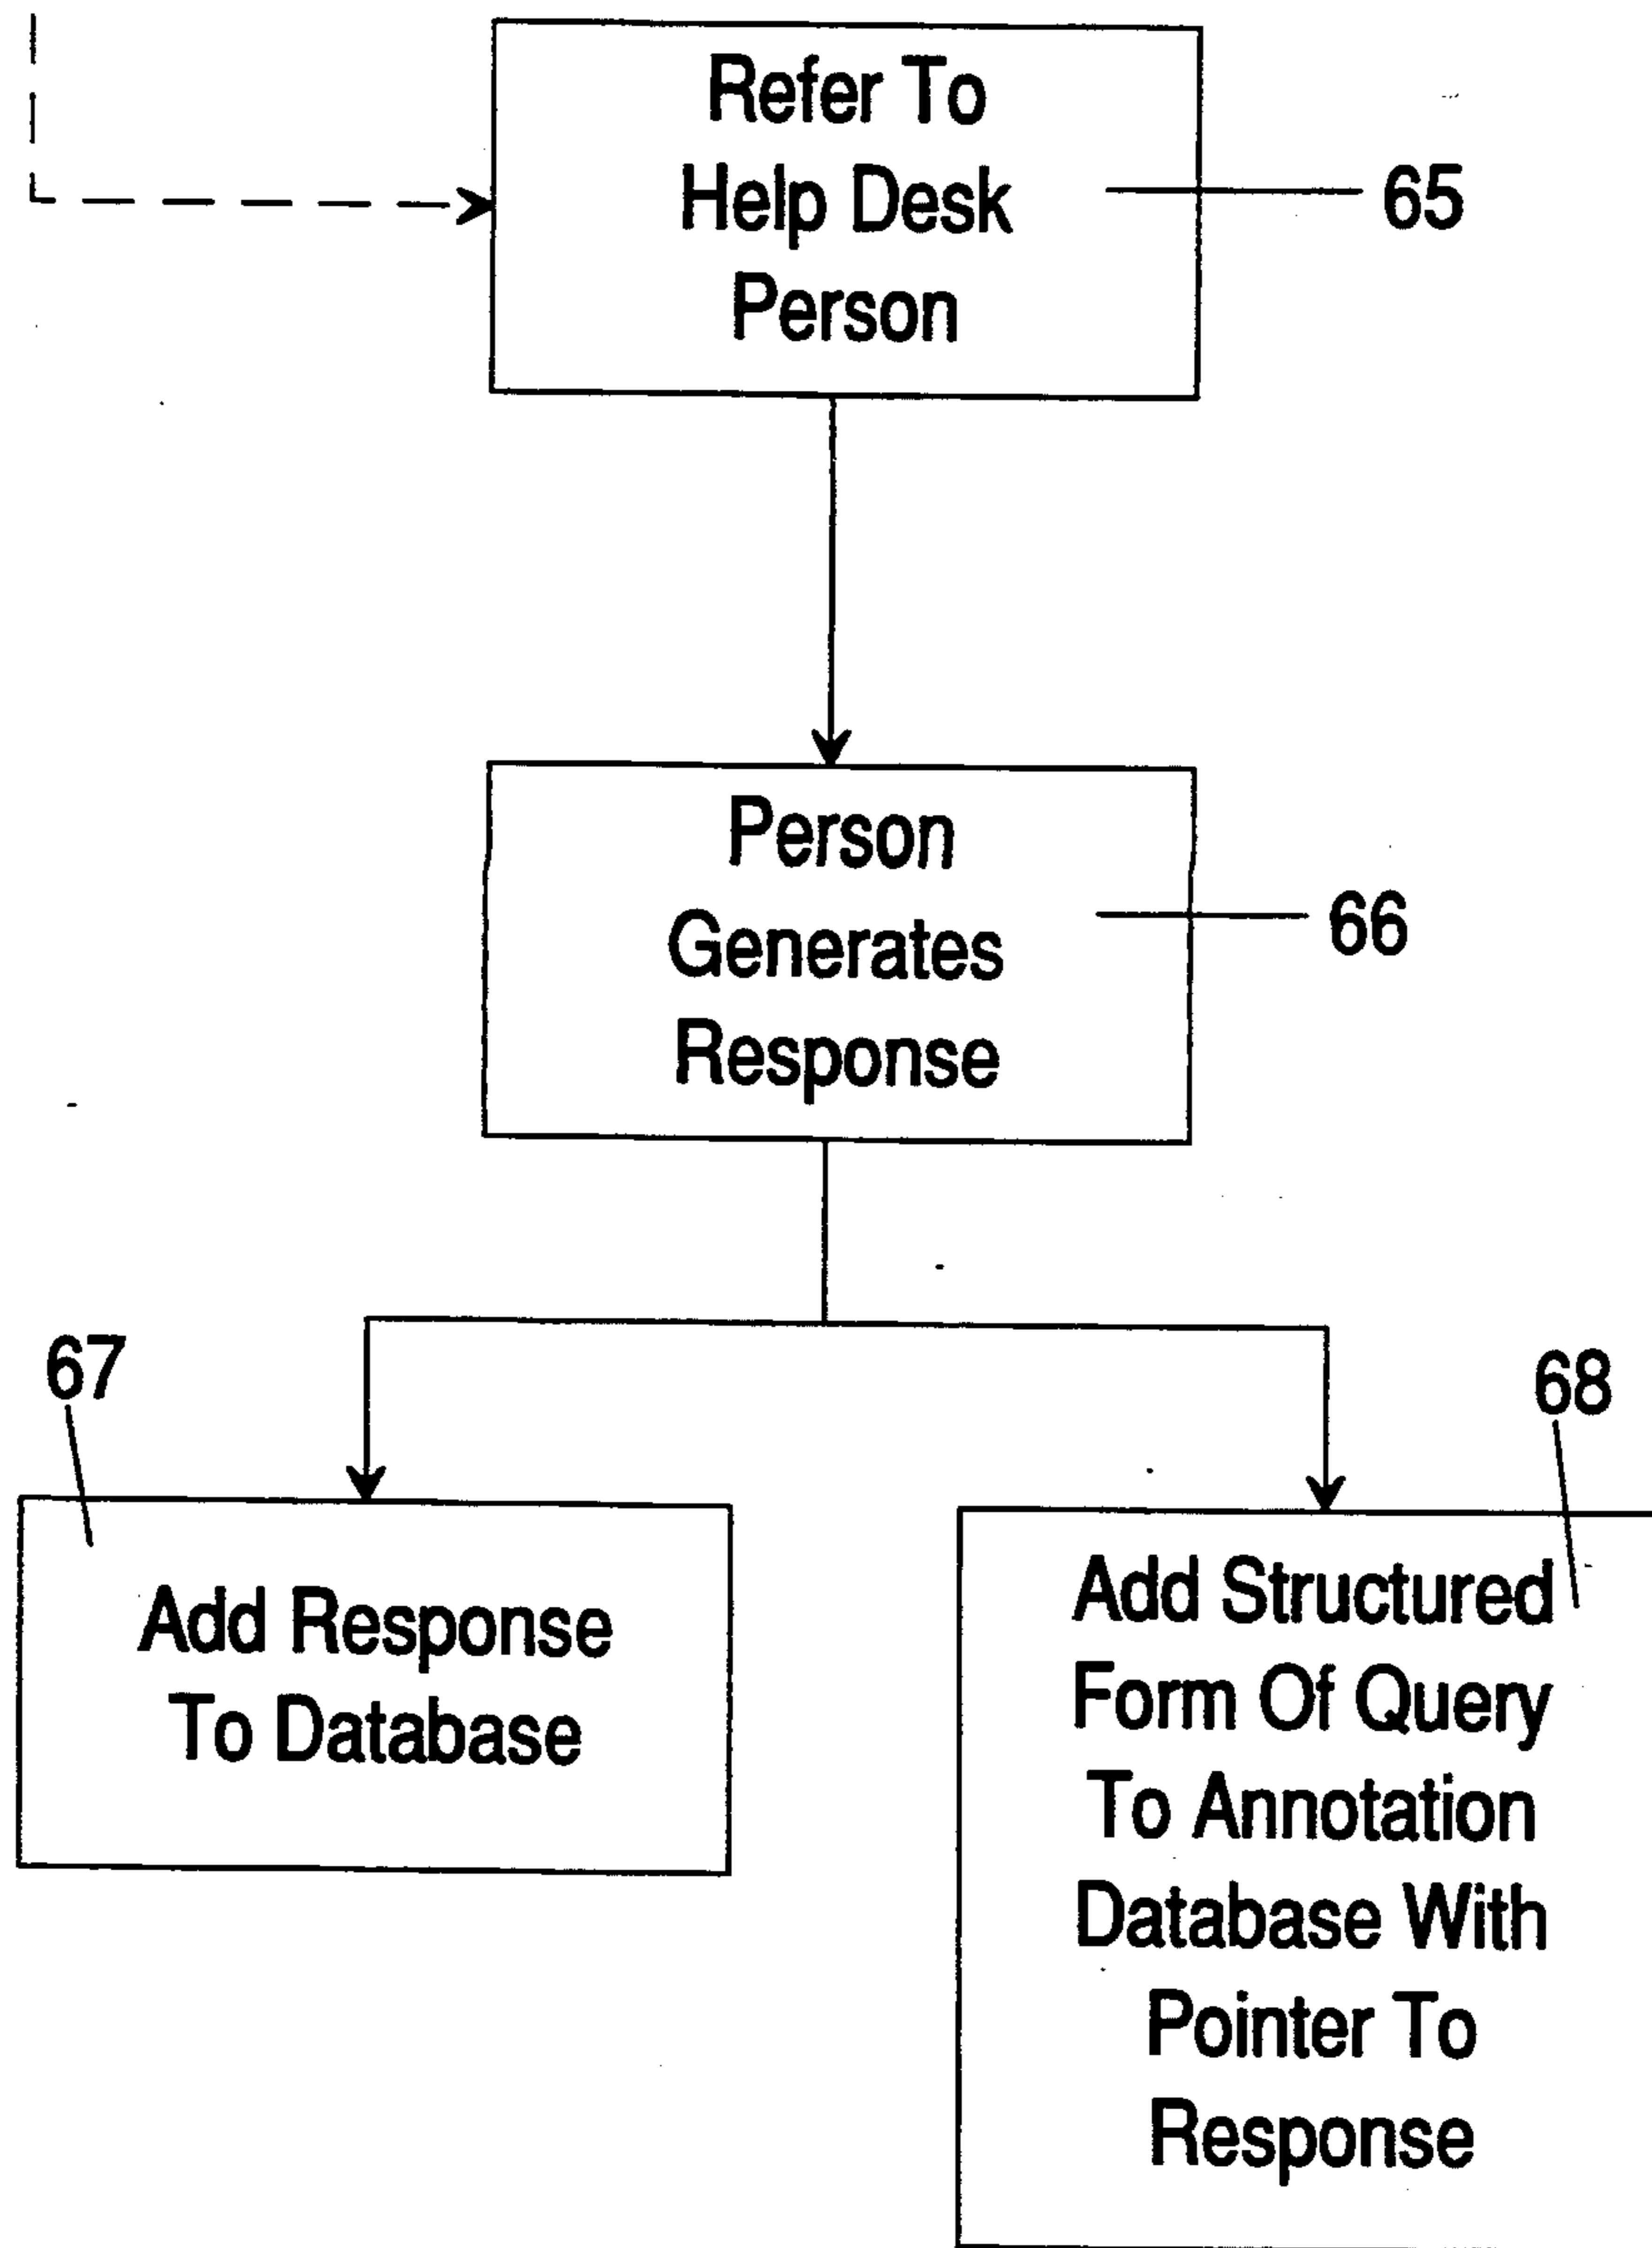 Refer To
Help Desk
Person
65
Person
Generates
Response
66
67
68
Add Response
To Database
Add Structured
Form Of Query
To Annotation
Database With
Pointer To
Response